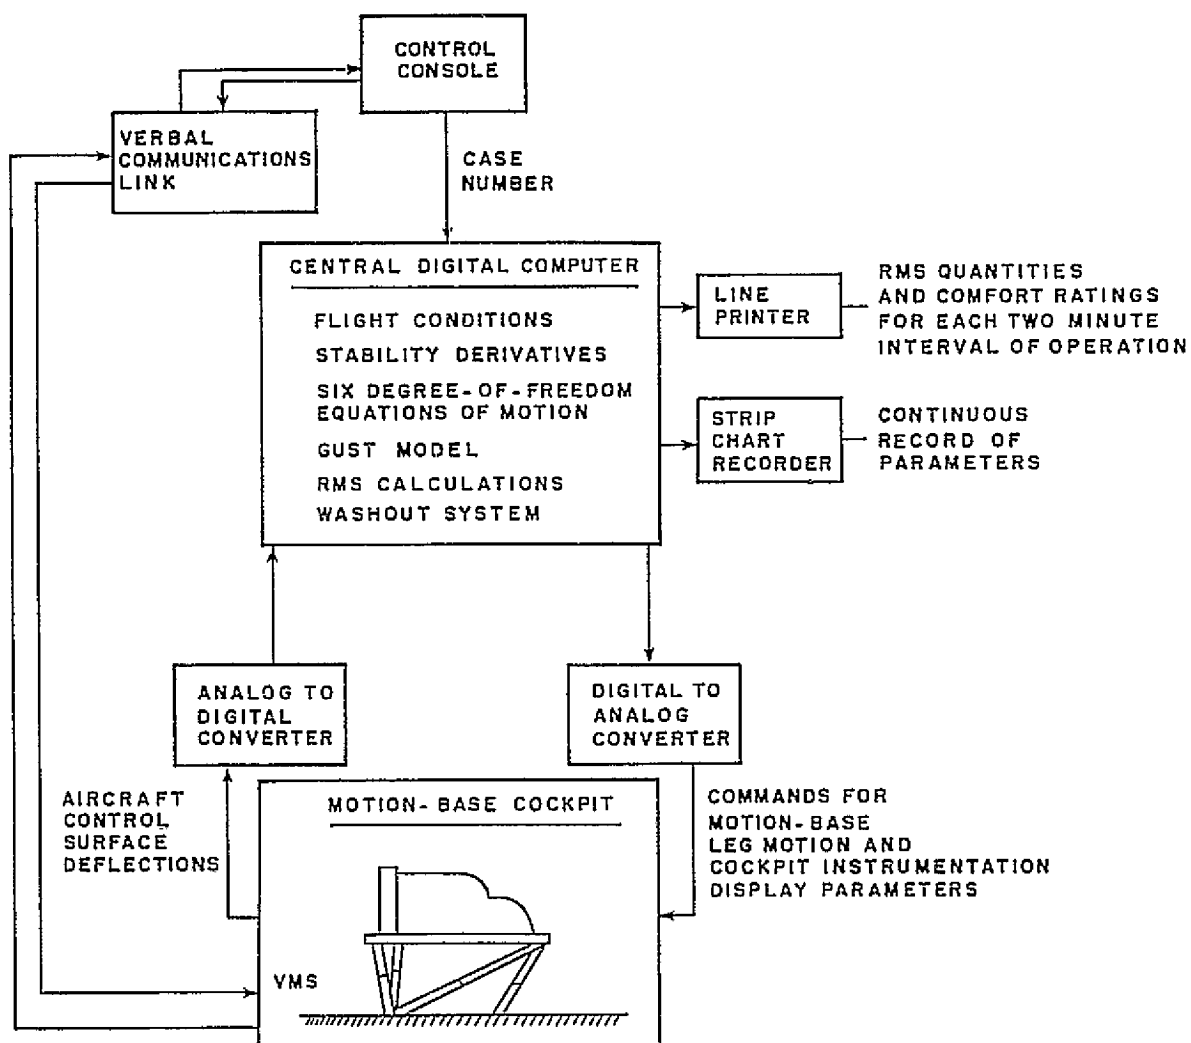 CONTROL
CONSOLE
VERBAL
COMMUNICATIONS
LINK
CASE
NUMBER
CENTRAL DIGITAL COMPUTER
FLIGHT CONDITIONS
STABILITY DERIVATIVES
SIX DEGREE-OF-FREEDOM
EQUATIONS OF MOTION
GUST MODEL
RMS CALCULATIONS
WASHOUT SYSTEM
LINE
PRINTER
RMS QUANTITIES
AND COMFORT RATINGS
FOR EACH TWO MINUTE
INTERVAL OF OPERATION
STRIP
CHART
RECORDER
CONTINUOUS
RECORD OF
PARAMETERS
ANALOG TO
DIGITAL
CONVERTER
DIGITAL TO
ANALOG
CONVERTER
AIRCRAFT
CONTROL
SURFACE
DEFLECTIONS
MOTION-BASE COCKPIT
VMS
COMMANDS FOR
MOTION-BASE
LEG MOTION AND
COCKPIT INSTRUMENTATION
DISPLAY PARAMETERS